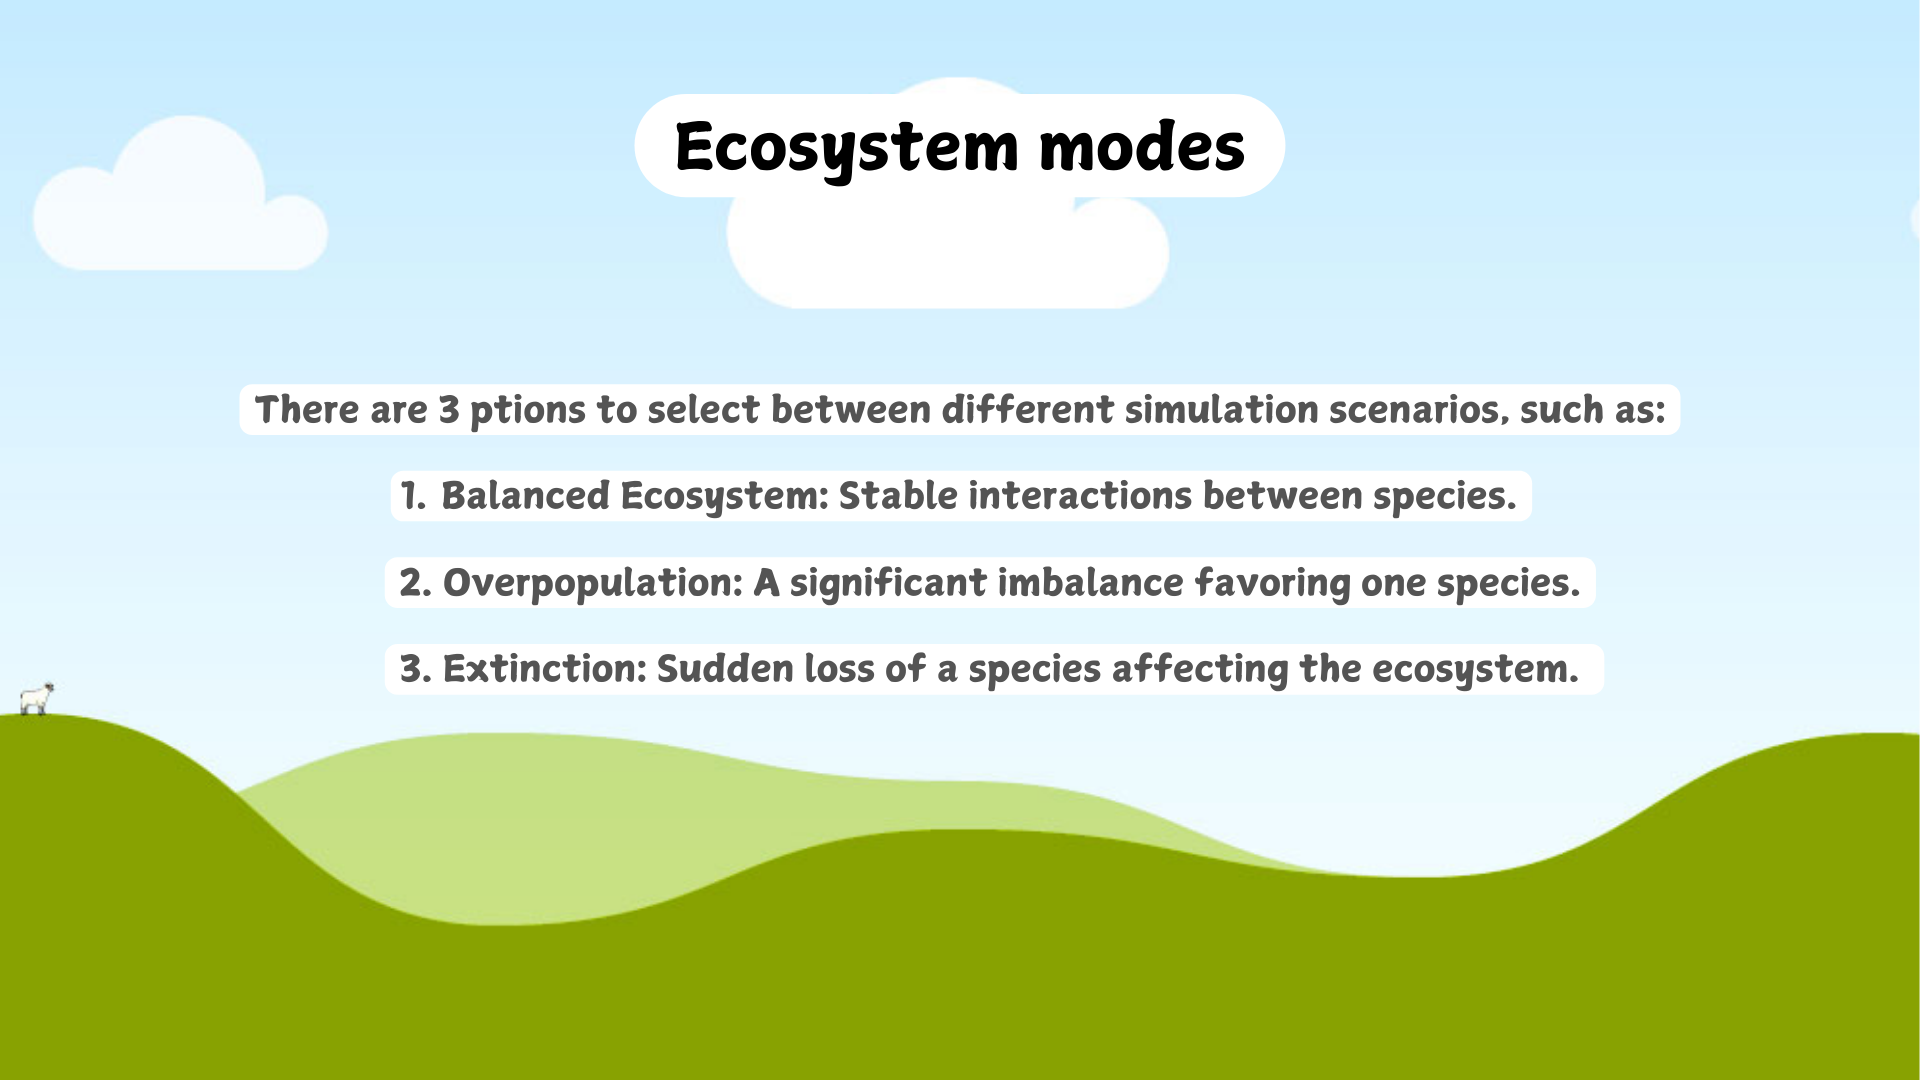 Ecosystem modes
There are 3 ptions to select between different simulation scenarios, such as:
1. Balanced Ecosystem: Stable interactions between species.
2. Overpopulation: A significant imbalance favoring one species.
3. Extinction: Sudden loss of a species affecting the ecosystem.